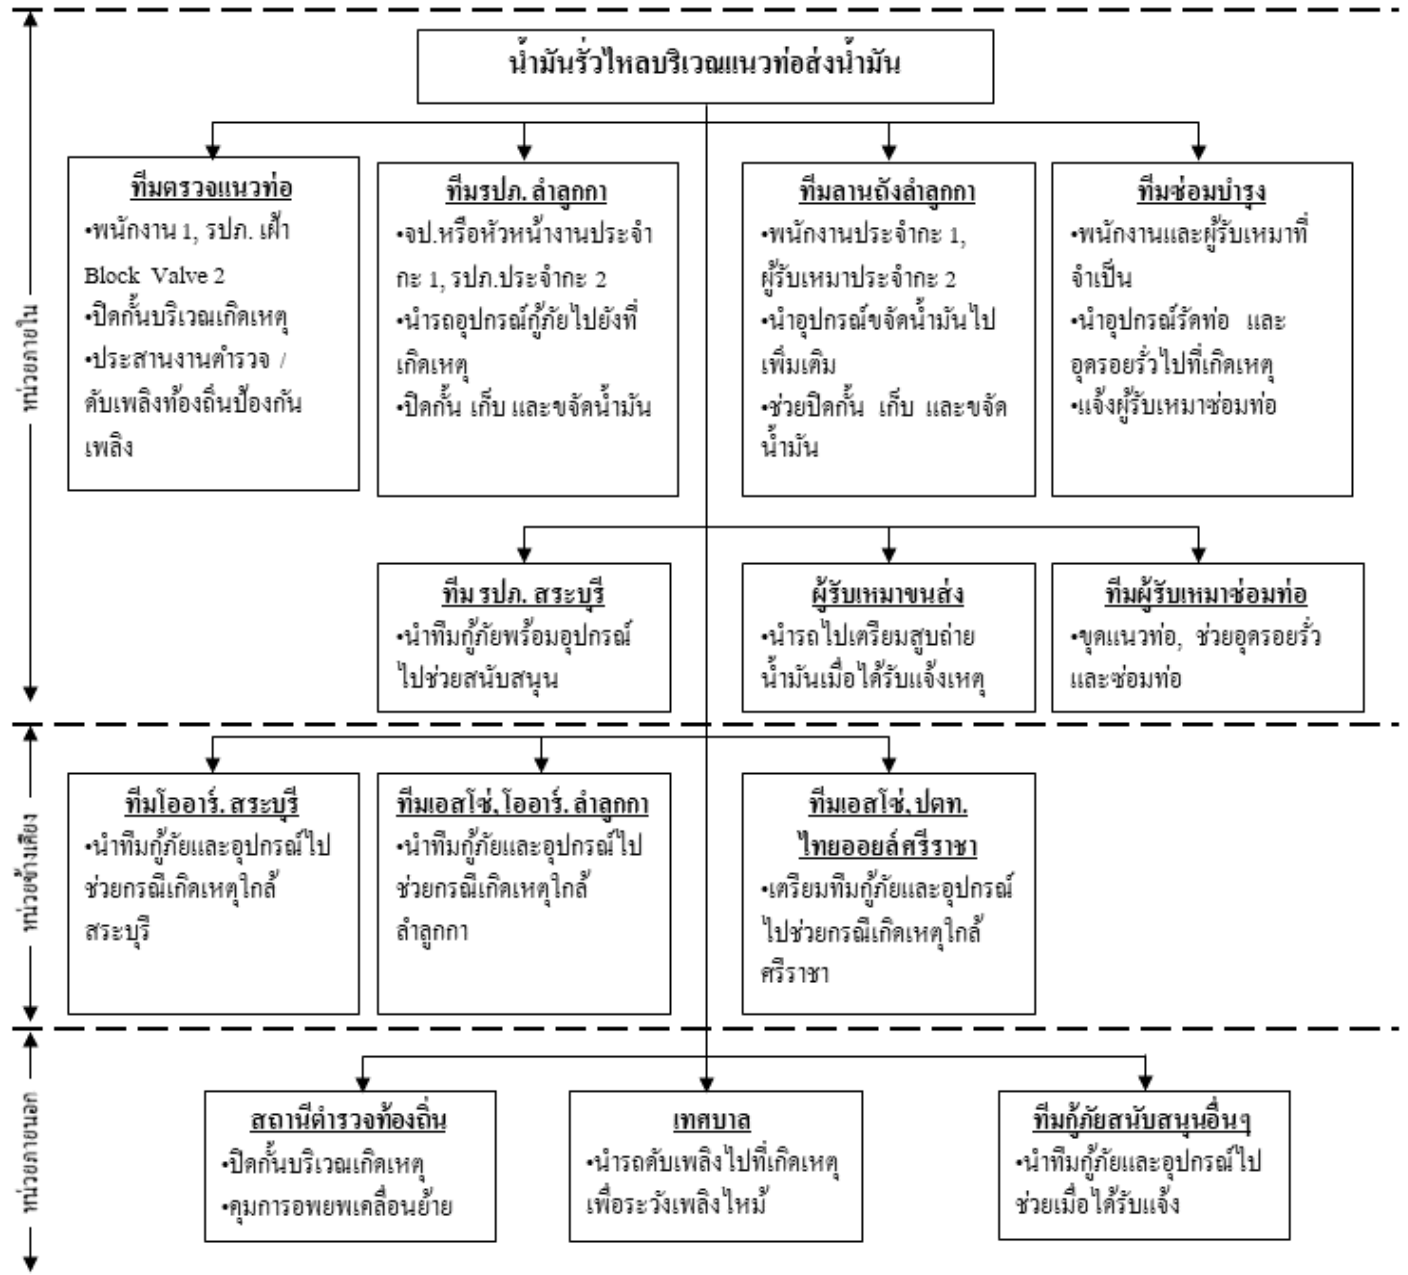 น้ำมันรั่วไหลบริเวณแนวท่อส่งน้ำมัน
หน่วยภายใน
ทีมตรวจแนวท่อ
•พนักงาน 1, รปภ. เฝ้า
Block Valve 2
•ปิดกั้นบริเวณเกิดเหตุ
•ประสานงานตำรวจ /
ดับเพลิงท้องถิ่นป้องกัน
เพลิง
ทีมรปภ. ลำลูกกา
•จป.หรือหัวหน้างานประจำ
กะ 1, รปภ.ประจำกะ 2
•นำรถอุปกรณ์กู้ภัยไปยังที่
เกิดเหตุ
•ปิดกั้น เก็บ และขจัดน้ำมัน
ทีมลานถังลำลูกกา
•พนักงานประจำกะ 1,
ผู้รับเหมาประจำกะ 2
•นำอุปกรณ์ขจัดน้ำมันไป
เพิ่มเติม
•ช่วยปิดกั้น เก็บ และขจัด
น้ำมัน
ทีมซ่อมบำรุง
•พนักงานและผู้รับเหมาที่
จำเป็น
•นำอุปกรณ์รัดท่อ และ
อุดรอยรั่วไปที่เกิดเหตุ
•แจ้งผู้รับเหมาซ่อมท่อ
ทีม รปภ. สระบุรี
•นำทีมกู้ภัยพร้อมอุปกรณ์
ไปช่วยสนับสนุน
ผู้รับเหมาขนส่ง
•นำรถไปเตรียมสูบถ่าย
น้ำมันเมื่อได้รับแจ้งเหตุ
ทีมผู้รับเหมาซ่อมท่อ
•ขุดแนวท่อ, ช่วยอุดรอยรั่ว
และซ่อมท่อ
หน่วยข้างเคียง
ทีมโออาร์. สระบุรี
•นำทีมกู้ภัยและอุปกรณ์ไป
ช่วยกรณีเกิดเหตุใกล้
สระบุรี
ทีมเอสโซ่, โออาร์. ลำลูกกา
•นำทีมกู้ภัยและอุปกรณ์ไป
ช่วยกรณีเกิดเหตุใกล้
ลำลูกกา
ทีมเอสโซ่, ปตท.
ไทยออยล์ ศรีราชา
•เตรียมทีมกู้ภัยและอุปกรณ์
ไปช่วยกรณีเกิดเหตุใกล้
ศรีราชา
หน่วยภายนอก
สถานีตำรวจท้องถิ่น
•ปิดกั้นบริเวณเกิดเหตุ
•คุมการอพยพเคลื่อนย้าย
เทศบาล
•นำรถดับเพลิงไปที่เกิดเหตุ
เพื่อระวังเพลิงไหม้
ทีมกู้ภัยสนับสนุนอื่นๆ
•นำทีมกู้ภัยและอุปกรณ์ไป
ช่วยเมื่อได้รับแจ้ง